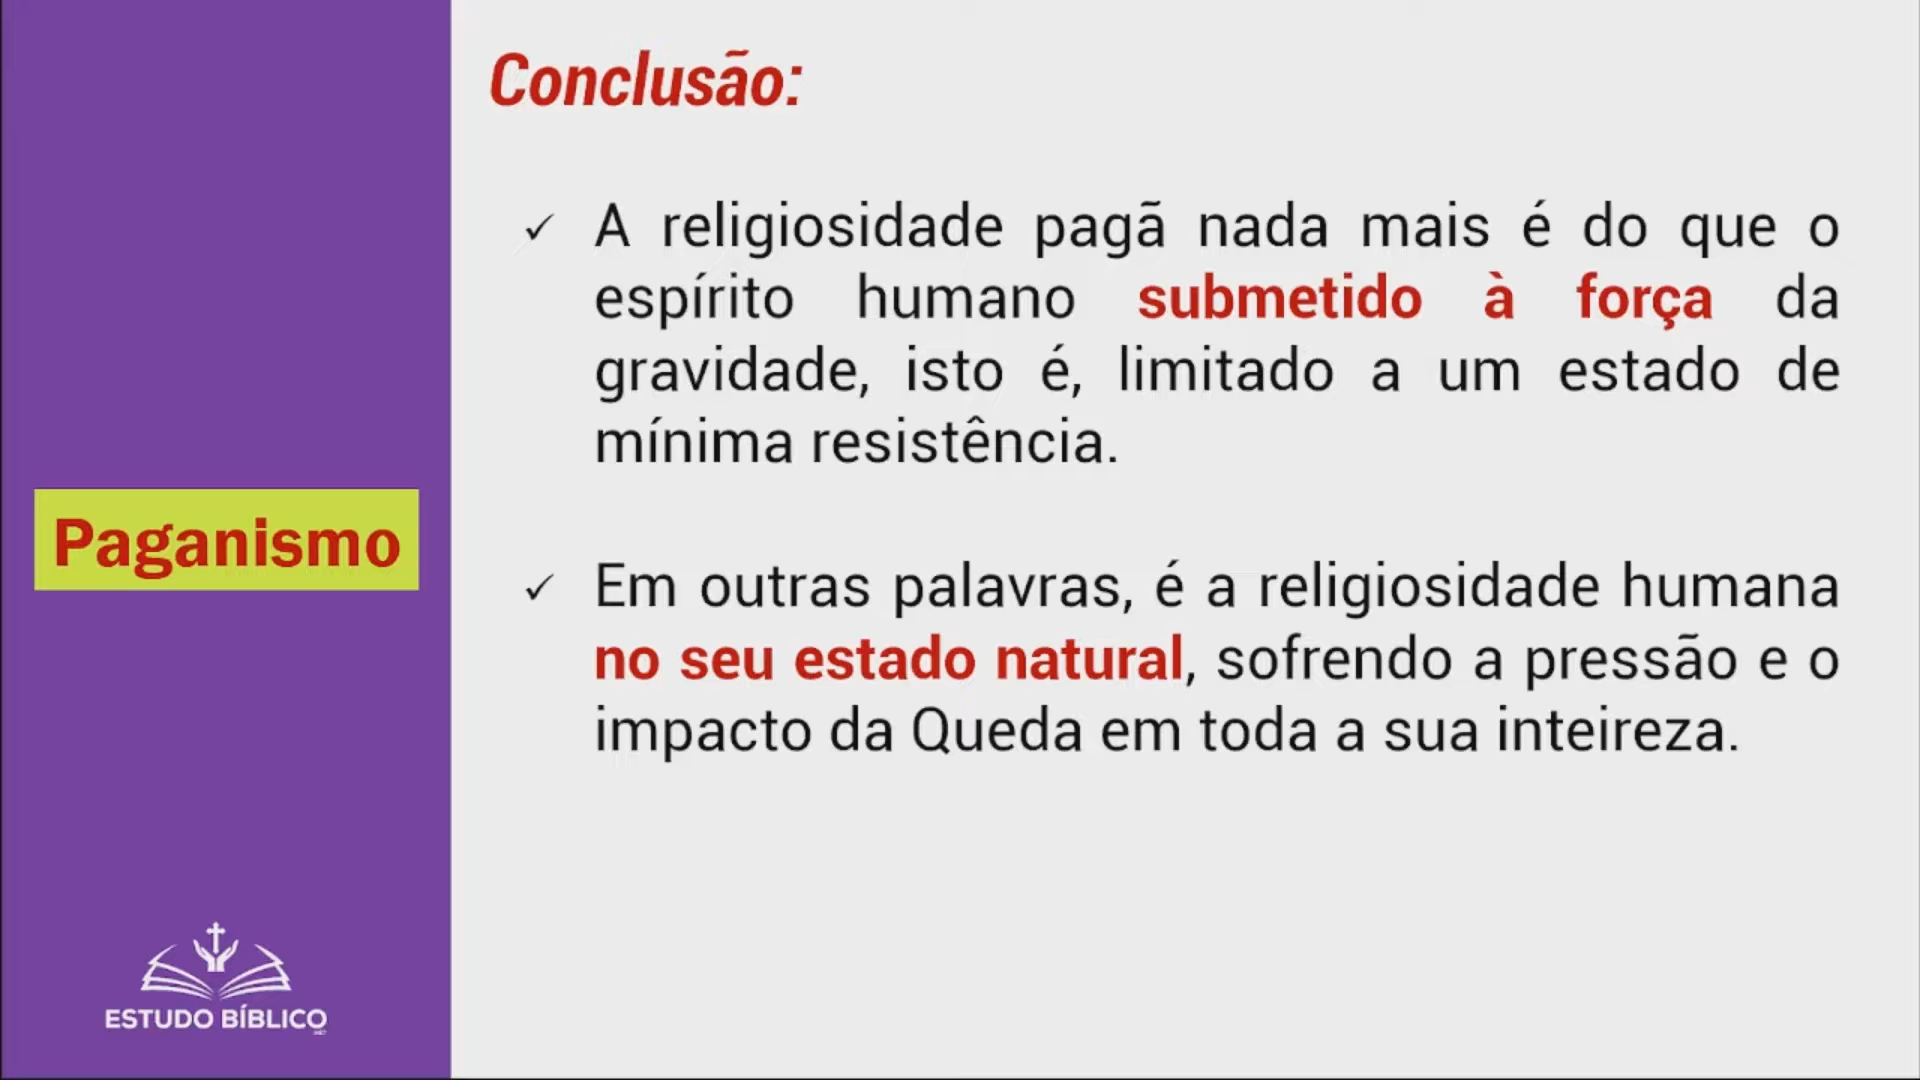 Conclusão:
✓ A religiosidade pagã nada mais é do que o
espírito humano submetido à força da
gravidade, isto é, limitado a um estado de
mínima resistência.
✓ Em outras palavras, é a religiosidade humana
no seu estado natural, sofrendo a pressão e o
impacto da Queda em toda a sua inteireza.
Paganismo
ESTUDO BÍBLICO